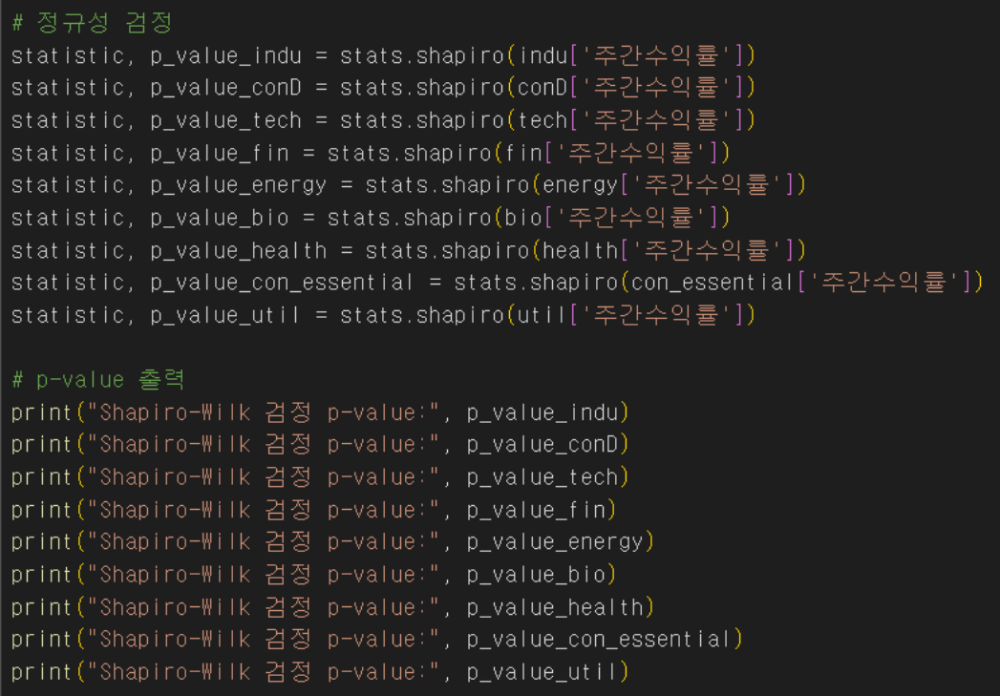 # 정규성 검정
statistic, p_value_indu = stats.shapiro(indu['주간수익률'])
statistic, p_value_conD = stats.shapiro(conD['주간수익률'])
statistic, p_value_tech = stats.shapiro(tech['주간수익률'])
statistic, p_value_fin = stats.shapiro(fin['주간수익률'])
statistic, p_value_energy = stats.shapiro(energy['주간수익률'])
statistic, p_value_bio = stats.shapiro(bio['주간수익률'])
statistic, p_value_health = stats.shapiro(health['주간수익률'])
statistic, p_value_con_essential = stats.shapiro(con_essential['주간수익률'])
statistic, p_value_util = stats.shapiro(util['주간수익률'])
# p-value 출력
print("Shapiro-Wilk 검정 p-value:", p_value_indu)
print("Shapiro-Wilk 검정 p-value:", p_value_conD)
print("Shapiro-Wilk 검정 p-value:", p_value_tech)
print("Shapiro-Wilk 검정 p-value:", p_value_fin)
print("Shapiro-Wilk 검정 p-value:", p_value_energy)
print("Shapiro-Wilk 검정 p-value:", p_value_bio)
print("Shapiro-Wilk 검정 p-value:", p_value_health)
print("Shapiro-Wilk 검정 p-value:", p_value_con_essential)
print("Shapiro-Wilk 검정 p-value:", p_value_util)